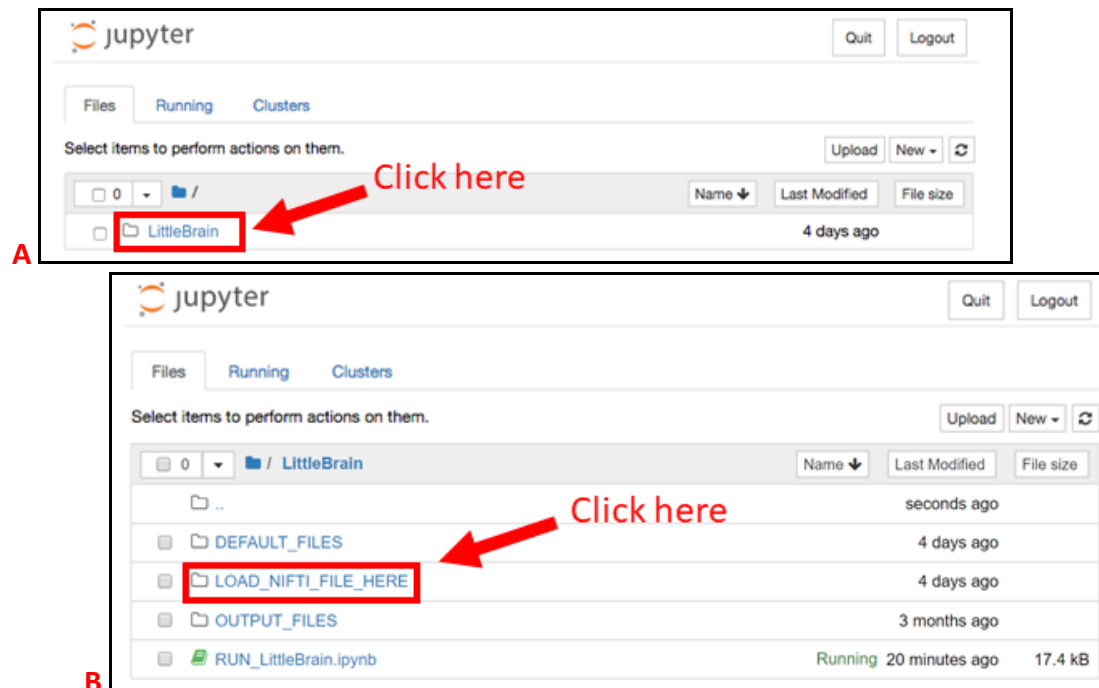 jupyter
Quit Logout
Files Running Clusters
Select items to perform actions on them.
Upload New
Click here
0 /
Name Last Modified File size
LittleBrain 4 days ago
A
jupyter
Quit Logout
Files Running Clusters
Select items to perform actions on them.
Upload New
0 / LittleBrain
Name Last Modified File size
.. seconds ago
Click here
DEFAULT_FILES 4 days ago
LOAD_NIFTI_FILE_HERE 4 days ago
OUTPUT_FILES 3 months ago
RUN_LittleBrain.ipynb Running 20 minutes ago 17.4 kB
B